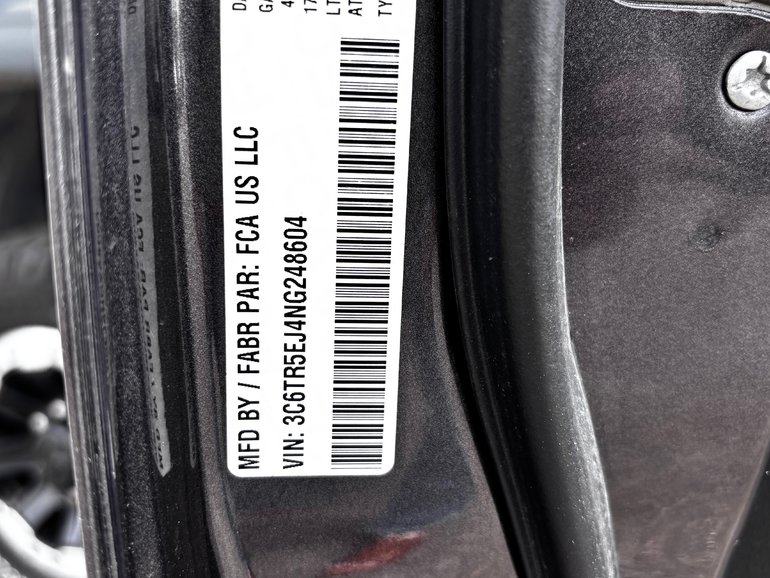 MFD BY / FABR PAR: FCA US LLC
VIN: 3C6TR5EJ4NG248604